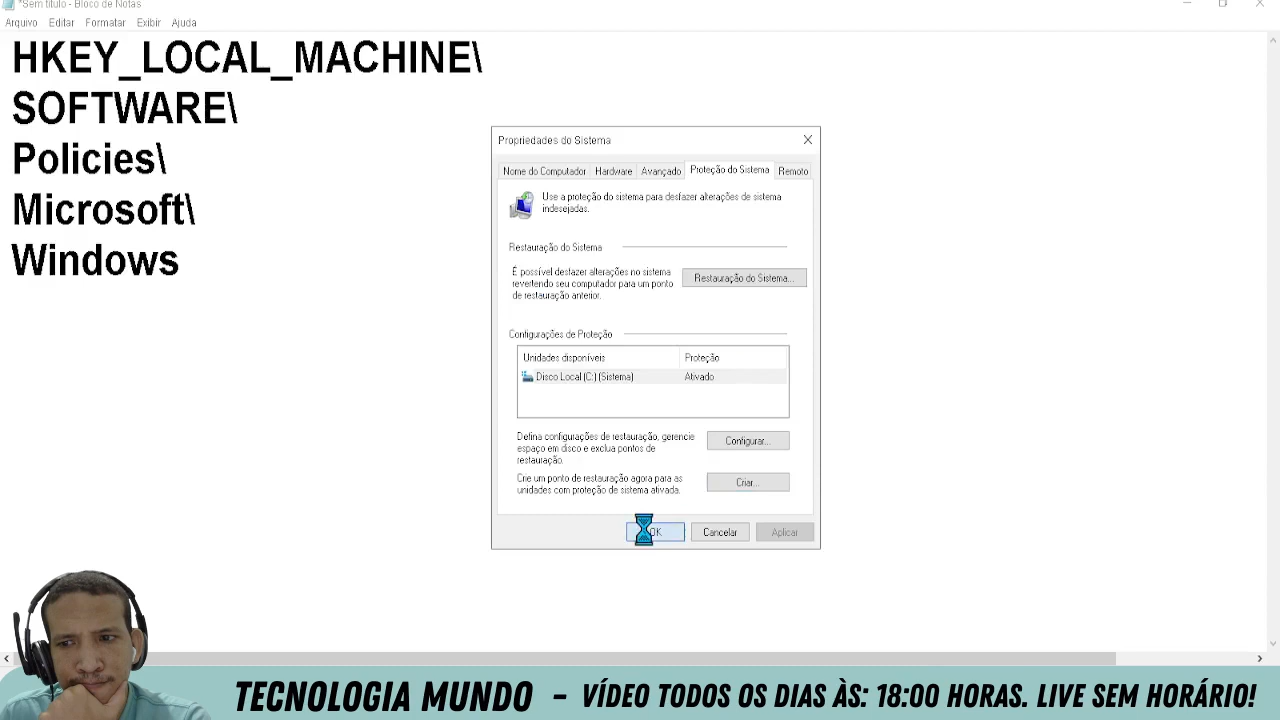 *Sem título - Bloco de Notas
Arquivo Editar Formatar Exibir Ajuda
HKEY_LOCAL_MACHINE\
SOFTWARE\
Policies\
Microsoft\
Windows
Propriedades do Sistema
Nome do Computador Hardware Avançado Proteção do Sistema Remoto
Use a proteção do sistema para desfazer alterações de sistema
indesejadas.
Restauração do Sistema
É possível desfazer alterações no sistema
revertendo seu computador para um ponto
de restauração anterior.
Restauração do Sistema...
Configurações de Proteção
Unidades disponíveis Proteção
Disco Local (C:) (Sistema) Ativado
Defina configurações de restauração, gerencie
espaço em disco e exclua pontos de
restauração.
Configurar...
Crie um ponto de restauração agora para as
unidades com proteção de sistema ativada.
Criar...
OK Cancelar Aplicar
TECNOLOGIA MUNDO - VÍDEO TODOS OS DIAS ÀS: 18:00 HORAS. LIVE SEM HORÁRIO!